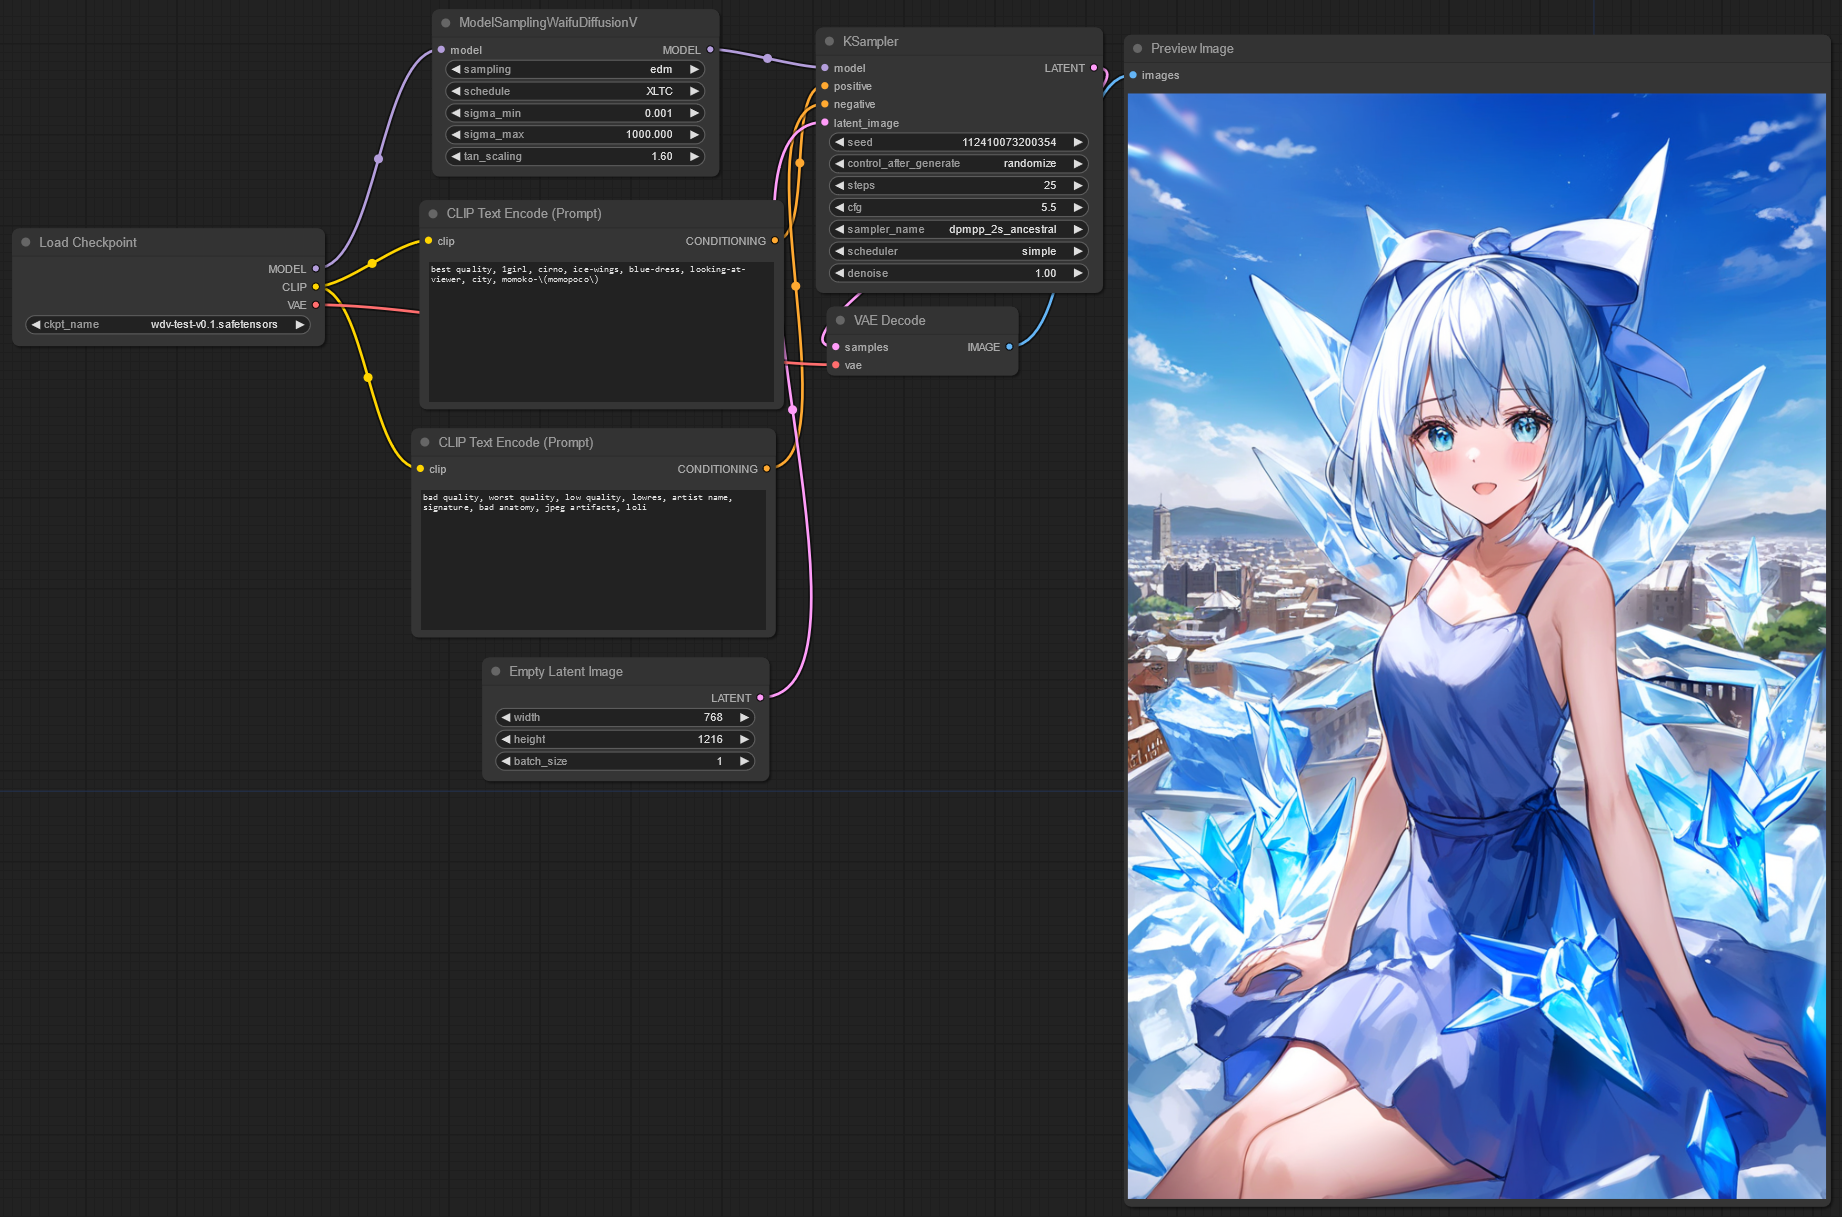 Load Checkpoint
MODEL
CLIP
VAE
ckpt_name wdv-test-v0.1.safetensors
ModelSamplingWaifuDiffusionV
model MODEL
sampling edm
schedule XLTC
sigma_min 0.001
sigma_max 1000.000
tan_scaling 1.60
CLIP Text Encode (Prompt)
clip CONDITIONING
best quality, 1girl, cirno, ice-wings, blue-dress, looking-at-
viewer, city, momoko-\(momopoco\)
CLIP Text Encode (Prompt)
clip CONDITIONING
bad quality, worst quality, low quality, lowres, artist name,
signature, bad anatomy, jpeg artifacts, loli
Empty Latent Image
LATENT
width 768
height 1216
batch_size 1
KSampler
model LATENT
positive
negative
latent_image
seed 112410073200354
control_after_generate randomize
steps 25
cfg 5.5
sampler_name dpmpp_2s_ancestral
scheduler simple
denoise 1.00
VAE Decode
samples IMAGE
vae
Preview Image
images